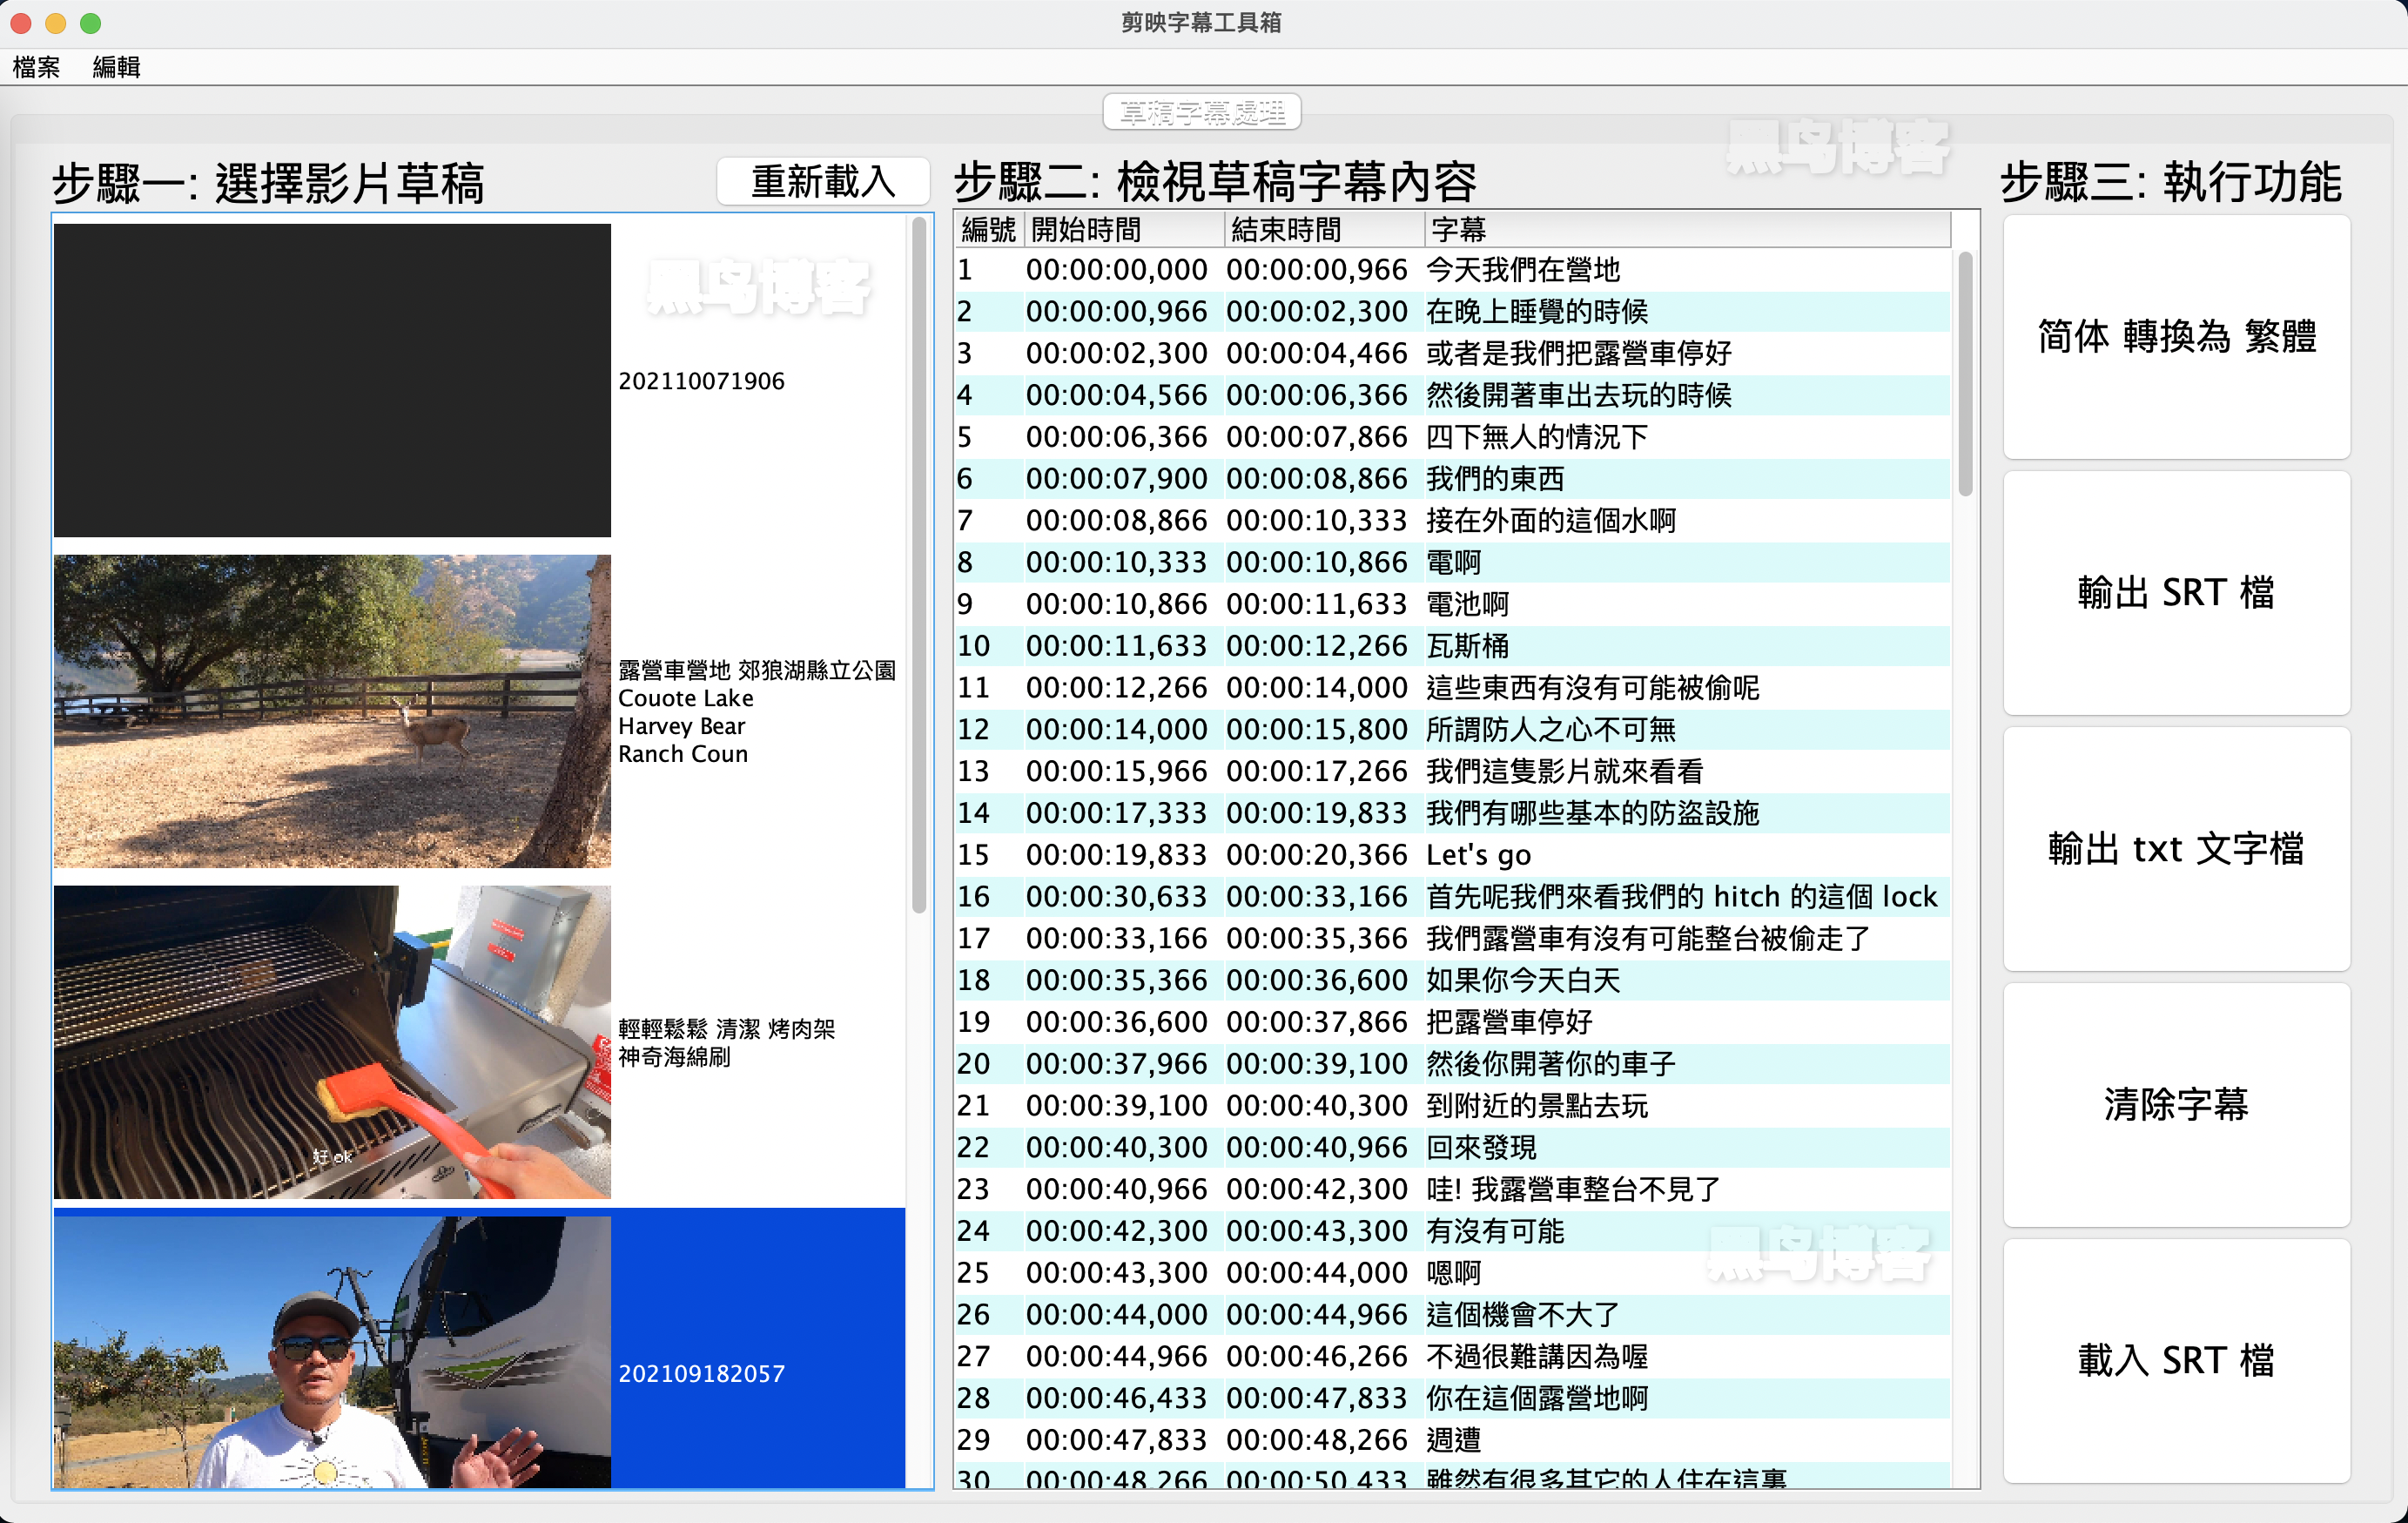 剪映字幕工具箱
檔案 編輯
草稿字幕處理
黑鸟博客
步驟一: 選擇影片草稿
重新載入
黑鸟博客
202110071906
露營車營地 郊狼湖縣立公園
Couote Lake
Harvey Bear
Ranch Coun
輕輕鬆鬆 清潔 烤肉架
神奇海綿刷
好 ok
202109182057
步驟二: 檢視草稿字幕內容
編號 開始時間 結束時間 字幕
1 00:00:00,000 00:00:00,966 今天我們在營地
2 00:00:00,966 00:00:02,300 在晚上睡覺的時候
3 00:00:02,300 00:00:04,466 或者是我們把露營車停好
4 00:00:04,566 00:00:06,366 然後開著車出去玩的時候
5 00:00:06,366 00:00:07,866 四下無人的情況下
6 00:00:07,900 00:00:08,866 我們的東西
7 00:00:08,866 00:00:10,333 接在外面的這個水啊
8 00:00:10,333 00:00:10,866 電啊
9 00:00:10,866 00:00:11,633 電池啊
10 00:00:11,633 00:00:12,266 瓦斯桶
11 00:00:12,266 00:00:14,000 這些東西有沒有可能被偷呢
12 00:00:14,000 00:00:15,800 所謂防人之心不可無
13 00:00:15,966 00:00:17,266 我們這隻影片就來看看
14 00:00:17,333 00:00:19,833 我們有哪些基本的防盜設施
15 00:00:19,833 00:00:20,366 Let's go
16 00:00:30,633 00:00:33,166 首先呢我們來看我們的 hitch 的這個 lock
17 00:00:33,166 00:00:35,366 我們露營車有沒有可能整台被偷走了
18 00:00:35,366 00:00:36,600 如果你今天白天
19 00:00:36,600 00:00:37,866 把露營車停好
20 00:00:37,966 00:00:39,100 然後你開著你的車子
21 00:00:39,100 00:00:40,300 到附近的景點去玩
22 00:00:40,300 00:00:40,966 回來發現
23 00:00:40,966 00:00:42,300 哇! 我露營車整台不見了
24 00:00:42,300 00:00:43,300 有沒有可能
25 00:00:43,300 00:00:44,000 嗯啊
26 00:00:44,000 00:00:44,966 這個機會不大了
27 00:00:44,966 00:00:46,266 不過很難講因為喔
28 00:00:46,433 00:00:47,833 你在這個露營地啊
29 00:00:47,833 00:00:48,266 週遭
30 00:00:48,266 00:00:50,433 雖然有很多其它的人住在這裏
黑鸟博客
步驟三: 執行功能
简体 轉換為 繁體
輸出 SRT 檔
輸出 txt 文字檔
清除字幕
載入 SRT 檔